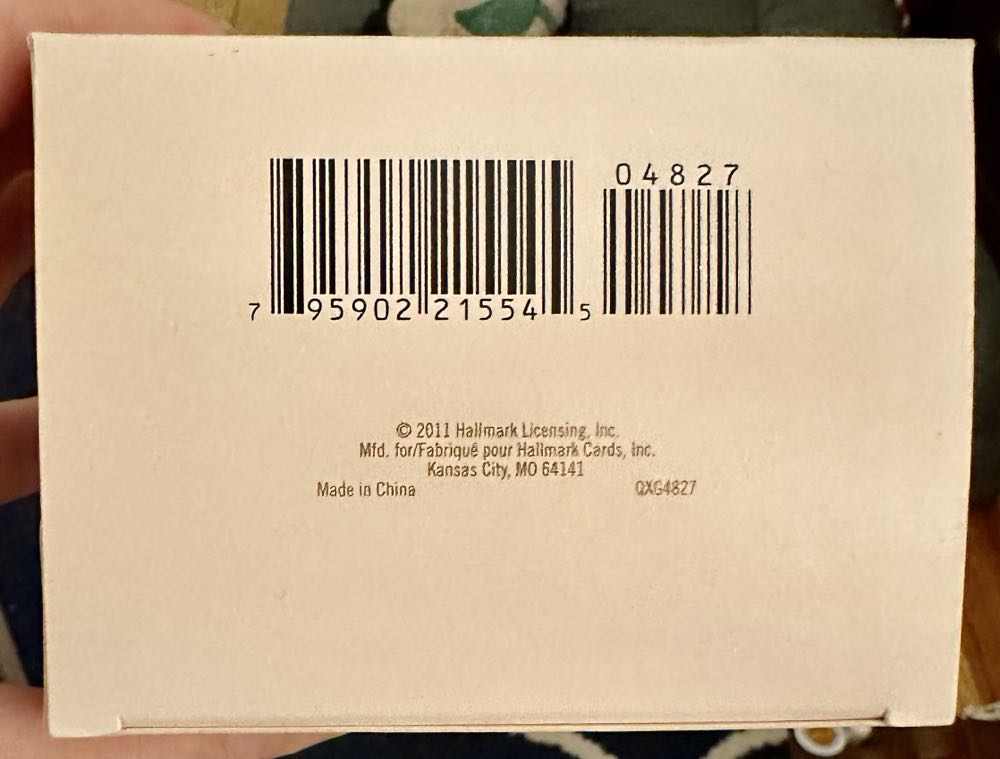 04827
7 95902 21554 5
© 2011 Hallmark Licensing, Inc.
Mfd. for/Fabriqué pour Hallmark Cards, Inc.
Kansas City, MO 64141
Made in China QXG4827